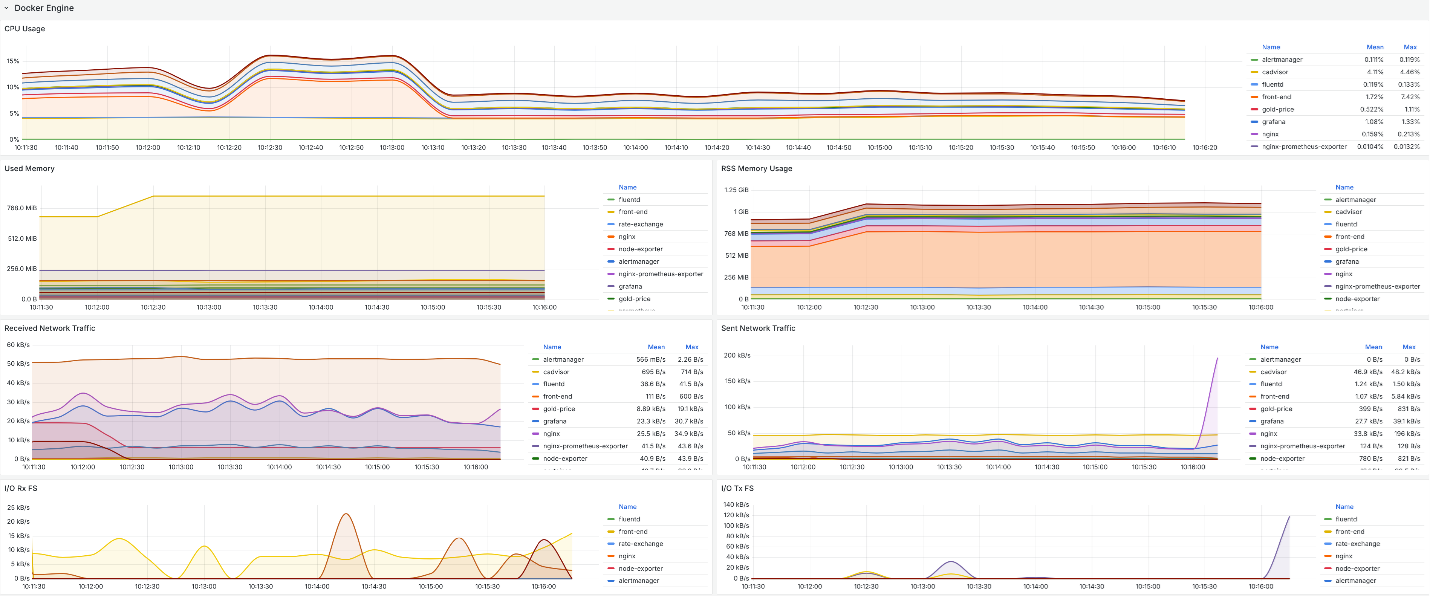 Docker Engine
CPU Usage
15%
10%
5%
0%
10:11:30 10:11:40 10:11:50 10:12:00 10:12:10 10:12:20 10:12:30 10:12:40 10:12:50 10:13:00 10:13:10 10:13:20 10:13:30 10:13:40 10:13:50 10:14:00 10:14:10 10:14:20 10:14:30 10:14:40 10:14:50 10:15:00 10:15:10 10:15:20 10:15:30 10:15:40 10:15:50 10:16:00 10:16:10 10:16:20
Name Mean Max
alertmanager 0.111% 0.119%
cadvisor 4.11% 4.46%
fluentd 0.119% 0.133%
front-end 1.72% 7.42%
gold-price 0.522% 1.11%
grafana 1.08% 1.33%
nginx 0.159% 0.213%
nginx-prometheus-exporter 0.0104% 0.0132%
Used Memory
768.0 MiB
512.0 MiB
256.0 MiB
0.0 B
10:11:30 10:12:00 10:12:30 10:13:00 10:13:30 10:14:00 10:14:30 10:15:00 10:15:30 10:16:00
Name
fluentd
front-end
rate-exchange
nginx
node-exporter
alertmanager
nginx-prometheus-exporter
grafana
gold-price
RSS Memory Usage
1.25 GiB
1 GiB
768 MiB
512 MiB
256 MiB
0 B
10:11:30 10:12:00 10:12:30 10:13:00 10:13:30 10:14:00 10:14:30 10:15:00 10:15:30 10:16:00
Name
alertmanager
cadvisor
fluentd
front-end
gold-price
grafana
nginx
nginx-prometheus-exporter
node-exporter
Received Network Traffic
60 kB/s
50 kB/s
40 kB/s
30 kB/s
20 kB/s
10 kB/s
0 B/s
10:11:30 10:12:00 10:12:30 10:13:00 10:13:30 10:14:00 10:14:30 10:15:00 10:15:30 10:16:00
Name Mean Max
alertmanager 566 mB/s 2.26 B/s
cadvisor 695 B/s 714 B/s
fluentd 38.6 B/s 41.5 B/s
front-end 111 B/s 600 B/s
gold-price 8.89 kB/s 19.1 kB/s
grafana 23.3 kB/s 30.7 kB/s
nginx 25.5 kB/s 34.9 kB/s
nginx-prometheus-exporter 41.5 B/s 43.6 B/s
node-exporter 40.9 B/s 43.9 B/s
Sent Network Traffic
200 kB/s
150 kB/s
100 kB/s
50 kB/s
0 B/s
10:11:30 10:12:00 10:12:30 10:13:00 10:13:30 10:14:00 10:14:30 10:15:00 10:15:30 10:16:00
Name Mean Max
alertmanager 0 B/s 0 B/s
cadvisor 46.9 kB/s 48.2 kB/s
fluentd 1.24 kB/s 1.50 kB/s
front-end 1.07 kB/s 5.84 kB/s
gold-price 399 B/s 831 B/s
grafana 27.7 kB/s 39.1 kB/s
nginx 33.8 kB/s 196 kB/s
nginx-prometheus-exporter 124 B/s 128 B/s
node-exporter 780 B/s 821 B/s
I/O Rx FS
25 kB/s
20 kB/s
15 kB/s
10 kB/s
5 kB/s
0 B/s
10:11:30 10:12:00 10:12:30 10:13:00 10:13:30 10:14:00 10:14:30 10:15:00 10:15:30 10:16:00
Name
fluentd
front-end
rate-exchange
nginx
node-exporter
alertmanager
I/O Tx FS
140 kB/s
120 kB/s
100 kB/s
80 kB/s
60 kB/s
40 kB/s
20 kB/s
0 B/s
10:11:30 10:12:00 10:12:30 10:13:00 10:13:30 10:14:00 10:14:30 10:15:00 10:15:30 10:16:00
Name
fluentd
front-end
rate-exchange
nginx
node-exporter
alertmanager